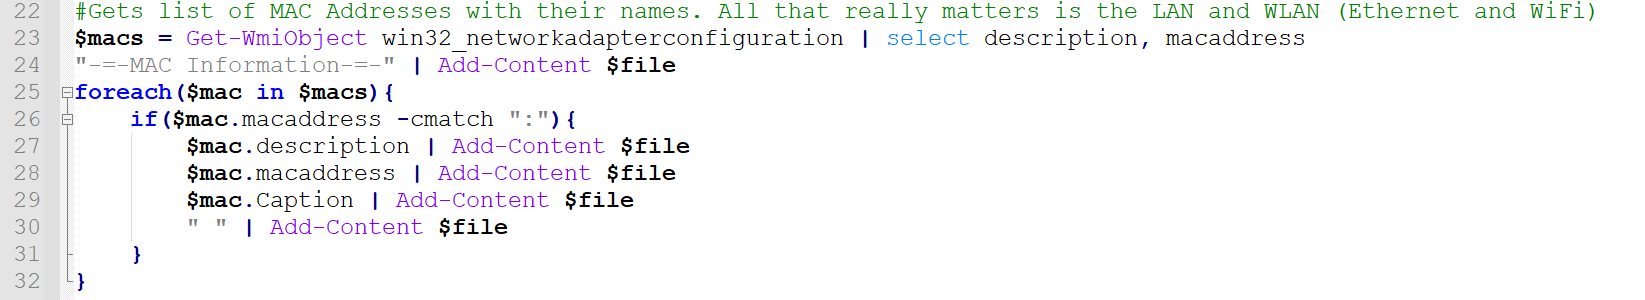 22 #Gets list of MAC Addresses with their names. All that really matters is the LAN and WLAN (Ethernet and WiFi)
23 $macs = Get-WmiObject win32_networkadapterconfiguration | select description, macaddress
24 "-=-MAC Information-=-" | Add-Content $file
25 foreach($mac in $macs){
26     if($mac.macaddress -cmatch ":"){
27         $mac.description | Add-Content $file
28         $mac.macaddress | Add-Content $file
29         $mac.Caption | Add-Content $file
30         " " | Add-Content $file
31     }
32 }